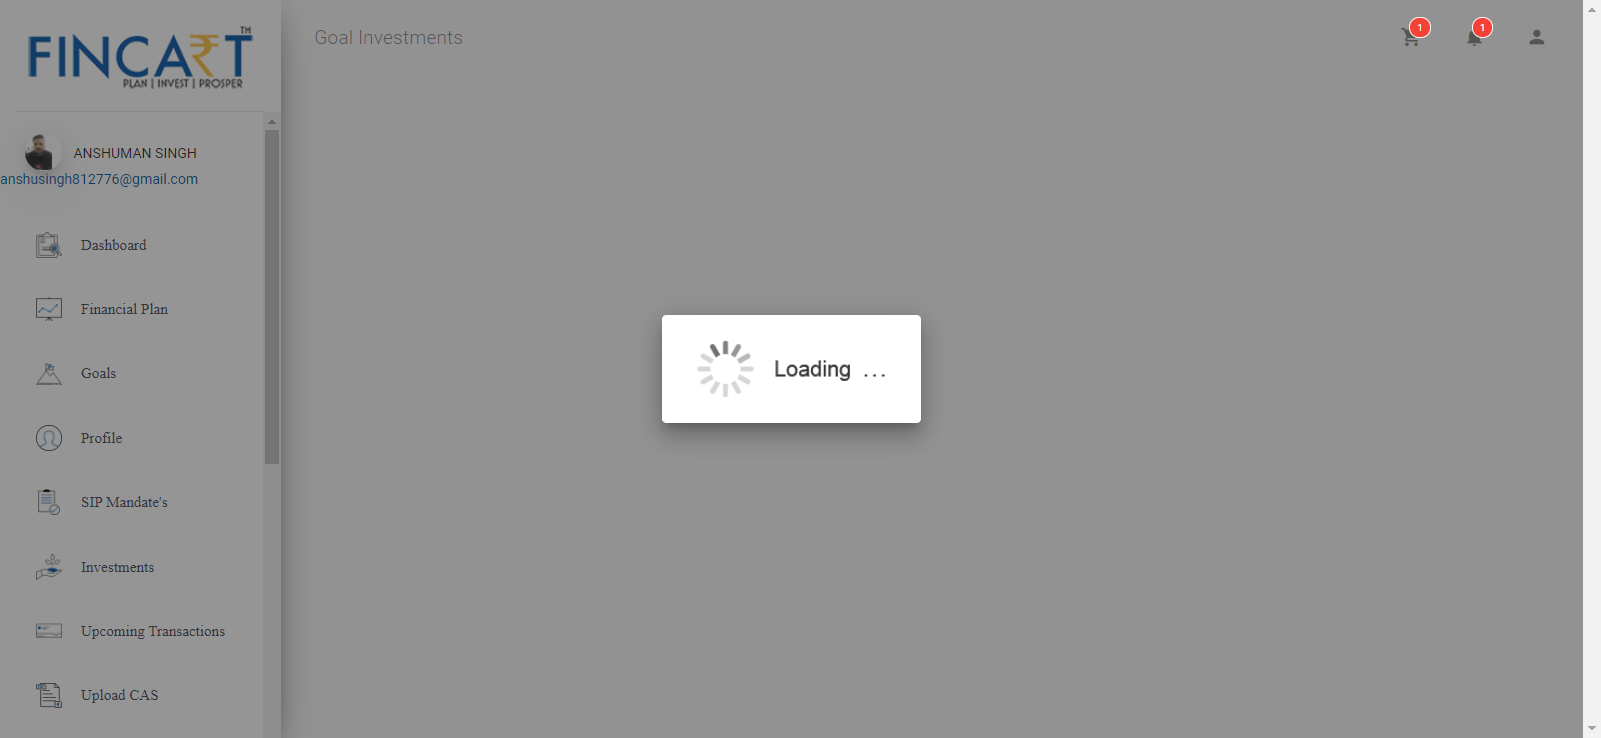 FINCART™
PLAN | INVEST | PROSPER
Goal Investments
1
1
ANSHUMAN SINGH
anshusingh812776@gmail.com
Dashboard
Financial Plan
Goals
Profile
SIP Mandate's
Investments
Upcoming Transactions
Upload CAS
Loading ...